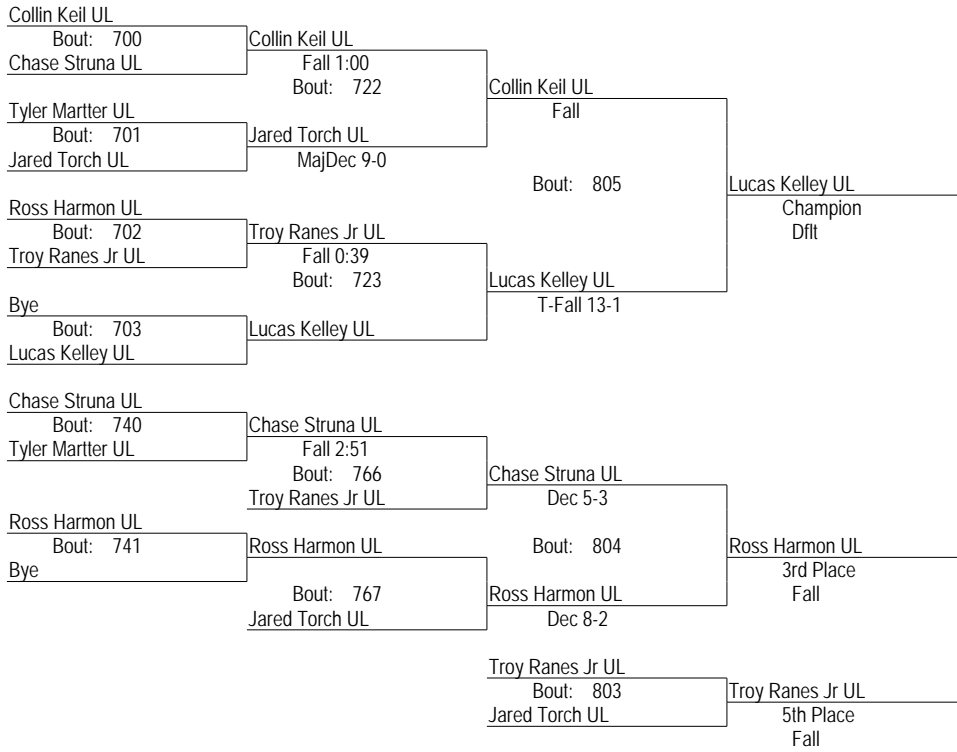 Collin Keil UL
Bout: 700
Collin Keil UL
Chase Struna UL
Fall 1:00
Bout: 722
Collin Keil UL
Tyler Martter UL
Fall
Bout: 701
Jared Torch UL
Jared Torch UL
MajDec 9-0
Bout: 805
Lucas Kelley UL
Ross Harmon UL
Champion
Bout: 702
Troy Ranes Jr UL
Dflt
Troy Ranes Jr UL
Fall 0:39
Bout: 723
Lucas Kelley UL
Bye
T-Fall 13-1
Bout: 703
Lucas Kelley UL
Lucas Kelley UL
Chase Struna UL
Bout: 740
Chase Struna UL
Tyler Martter UL
Fall 2:51
Bout: 766
Chase Struna UL
Troy Ranes Jr UL
Dec 5-3
Ross Harmon UL
Bout: 741
Ross Harmon UL
Bout: 804
Ross Harmon UL
Bye
3rd Place
Bout: 767
Ross Harmon UL
Fall
Jared Torch UL
Dec 8-2
Troy Ranes Jr UL
Bout: 803
Troy Ranes Jr UL
Jared Torch UL
5th Place
Fall